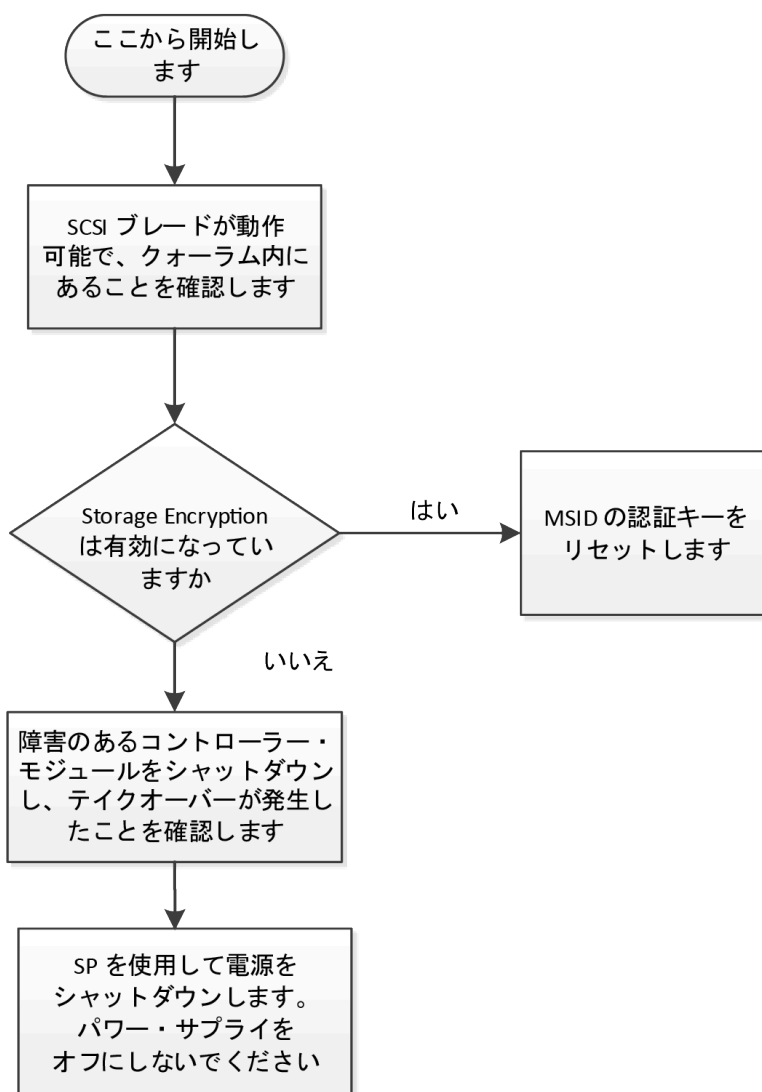 ここから開始し
ます
SCSI ブレードが動作
可能で、クォーラム内に
あることを確認します
Storage Encryption
は有効になってい
ますか
はい
MSID の認証キーを
リセットします
いいえ
障害のあるコントローラー・
モジュールをシャットダウン
し、テイクオーバーが発生し
たことを確認します
SP を使用して電源を
シャットダウンします。
パワー・サプライを
オフにしないでください